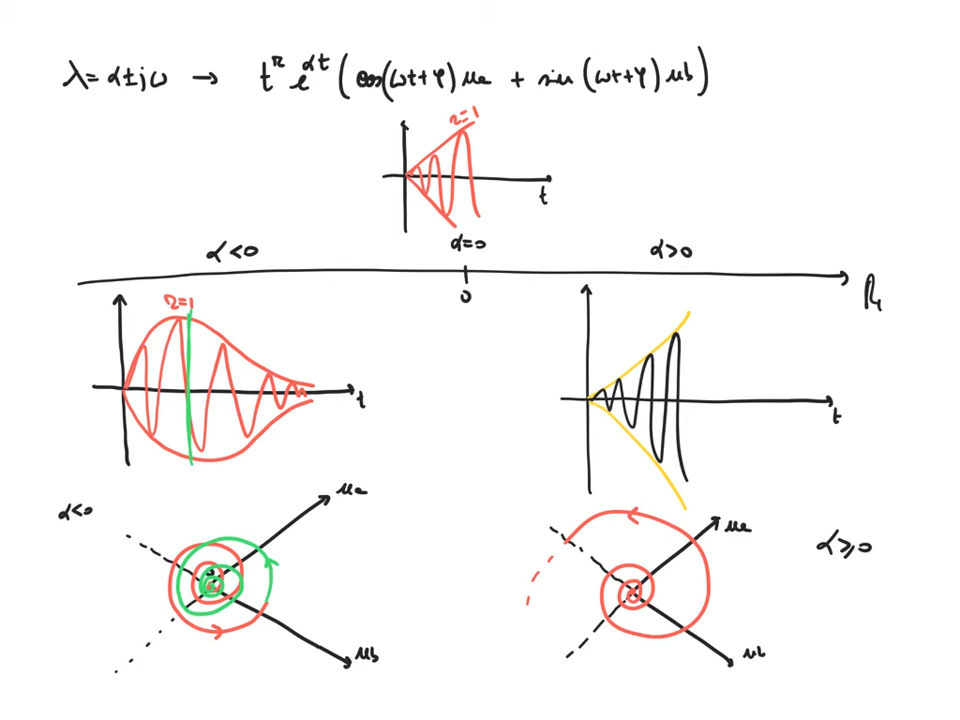 λ = α ± jω → t^r e^{αt} (cos(ωt+φ) ua + sin(ωt+φ) ub)
r=1
t
α<0 α=0 α>0
0 R
r=1
t
t
α<0 ua ua α≥0
ub ub